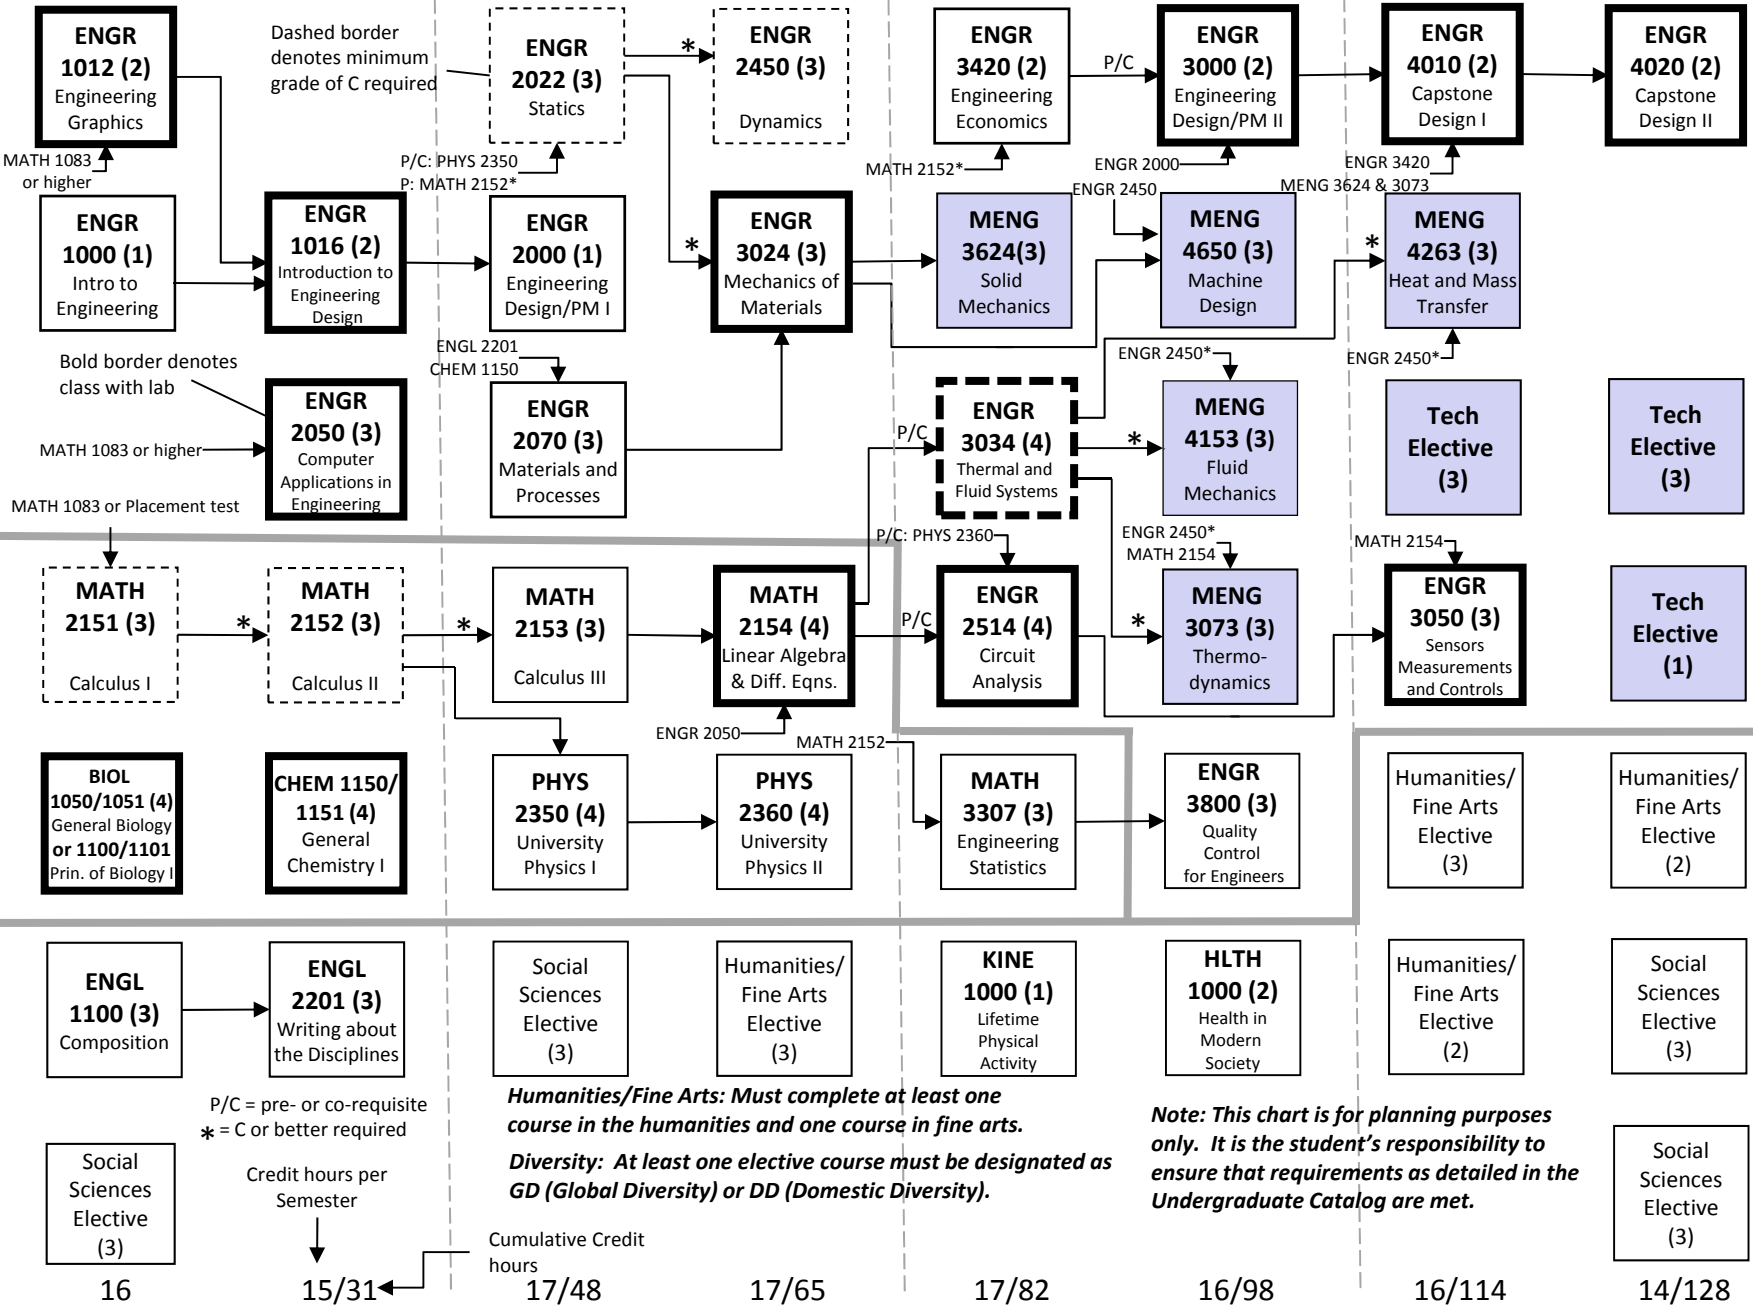 ENGR
1012 (2)
Engineering
Graphics
MATH 1083
or higher
Dashed border
denotes minimum
grade of C required
ENGR
2022 (3)
Statics
P/C: PHYS 2350
P: MATH 2152*
*
ENGR
2450 (3)
Dynamics
ENGR
3420 (2)
Engineering
Economics
MATH 2152*
P/C
ENGR
3000 (2)
Engineering
Design/PM II
ENGR 2000
ENGR
4010 (2)
Capstone
Design I
ENGR 3420
MENG 3624 & 3073
ENGR
4020 (2)
Capstone
Design II
ENGR
1000 (1)
Intro to
Engineering
ENGR
1016 (2)
Introduction to
Engineering
Design
ENGR
2000 (1)
Engineering
Design/PM I
*
ENGR
3024 (3)
Mechanics of
Materials
MENG
3624(3)
Solid
Mechanics
ENGR 2450
MENG
4650 (3)
Machine
Design
*
MENG
4263 (3)
Heat and Mass
Transfer
ENGR 2450*
Bold border denotes
class with lab
MATH 1083 or higher
ENGR
2050 (3)
Computer
Applications in
Engineering
ENGL 2201
CHEM 1150
ENGR
2070 (3)
Materials and
Processes
P/C
ENGR
3034 (4)
Thermal and
Fluid Systems
ENGR 2450*
*
MENG
4153 (3)
Fluid
Mechanics
Tech
Elective
(3)
Tech
Elective
(3)
MATH 1083 or Placement test
MATH
2151 (3)
Calculus I
*
MATH
2152 (3)
Calculus II
*
MATH
2153 (3)
Calculus III
MATH
2154 (4)
Linear Algebra
& Diff. Eqns.
ENGR 2050
P/C: PHYS 2360
P/C
ENGR
2514 (4)
Circuit
Analysis
ENGR 2450*
MATH 2154
*
MENG
3073 (3)
Thermo-
dynamics
MATH 2154
ENGR
3050 (3)
Sensors
Measurements
and Controls
Tech
Elective
(1)
BIOL
1050/1051 (4)
General Biology
or 1100/1101
Prin. of Biology I
CHEM 1150/
1151 (4)
General
Chemistry I
PHYS
2350 (4)
University
Physics I
PHYS
2360 (4)
University
Physics II
MATH 2152
MATH
3307 (3)
Engineering
Statistics
ENGR
3800 (3)
Quality
Control
for Engineers
Humanities/
Fine Arts
Elective
(3)
Humanities/
Fine Arts
Elective
(2)
ENGL
1100 (3)
Composition
ENGL
2201 (3)
Writing about
the Disciplines
Social
Sciences
Elective
(3)
Humanities/
Fine Arts
Elective
(3)
KINE
1000 (1)
Lifetime
Physical
Activity
HLTH
1000 (2)
Health in
Modern
Society
Humanities/
Fine Arts
Elective
(2)
Social
Sciences
Elective
(3)
P/C = pre- or co-requisite
* = C or better required
Humanities/Fine Arts: Must complete at least one
course in the humanities and one course in fine arts.
Diversity: At least one elective course must be designated as
GD (Global Diversity) or DD (Domestic Diversity).
Note: This chart is for planning purposes
only. It is the student's responsibility to
ensure that requirements as detailed in the
Undergraduate Catalog are met.
Social
Sciences
Elective
(3)
Credit hours per
Semester
Cumulative Credit
hours
Social
Sciences
Elective
(3)
16
15/31
17/48
17/65
17/82
16/98
16/114
14/128